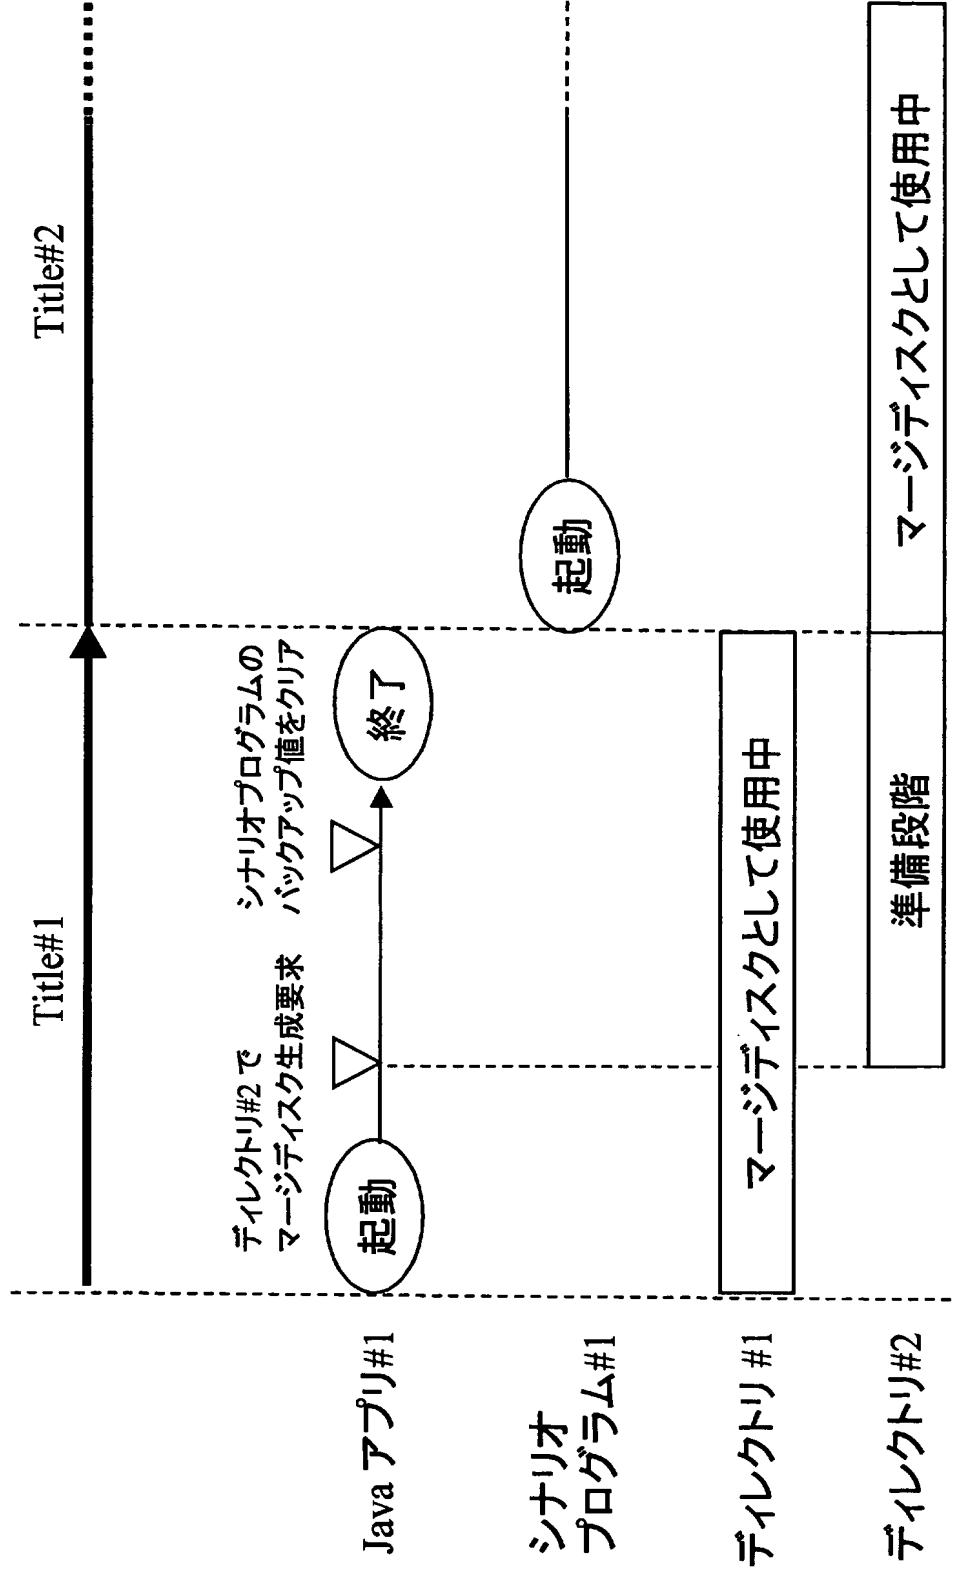 Title#1
Title#2
ディレクトリ#2 で
マージディスク生成要求
シナリオプログラムの
バックアップ値をクリア
Java アプリ#1
起動
終了
シナリオ
プログラム#1
起動
ディレクトリ #1
マージディスクとして使用中
ディレクトリ#2
準備段階
マージディスクとして使用中